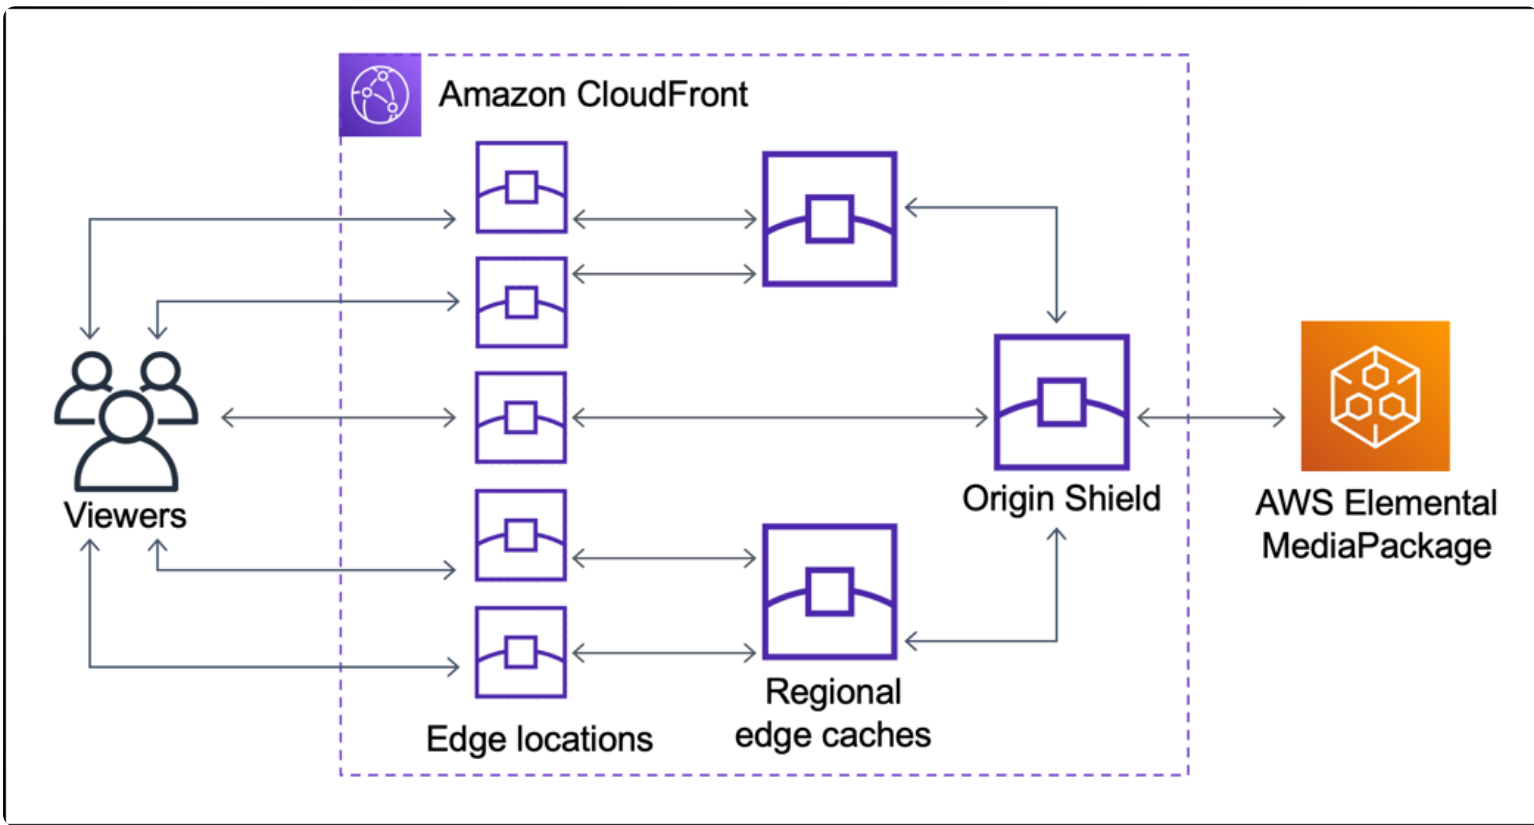 Amazon CloudFront
Viewers
Edge locations
Regional
edge caches
Origin Shield
AWS Elemental
MediaPackage